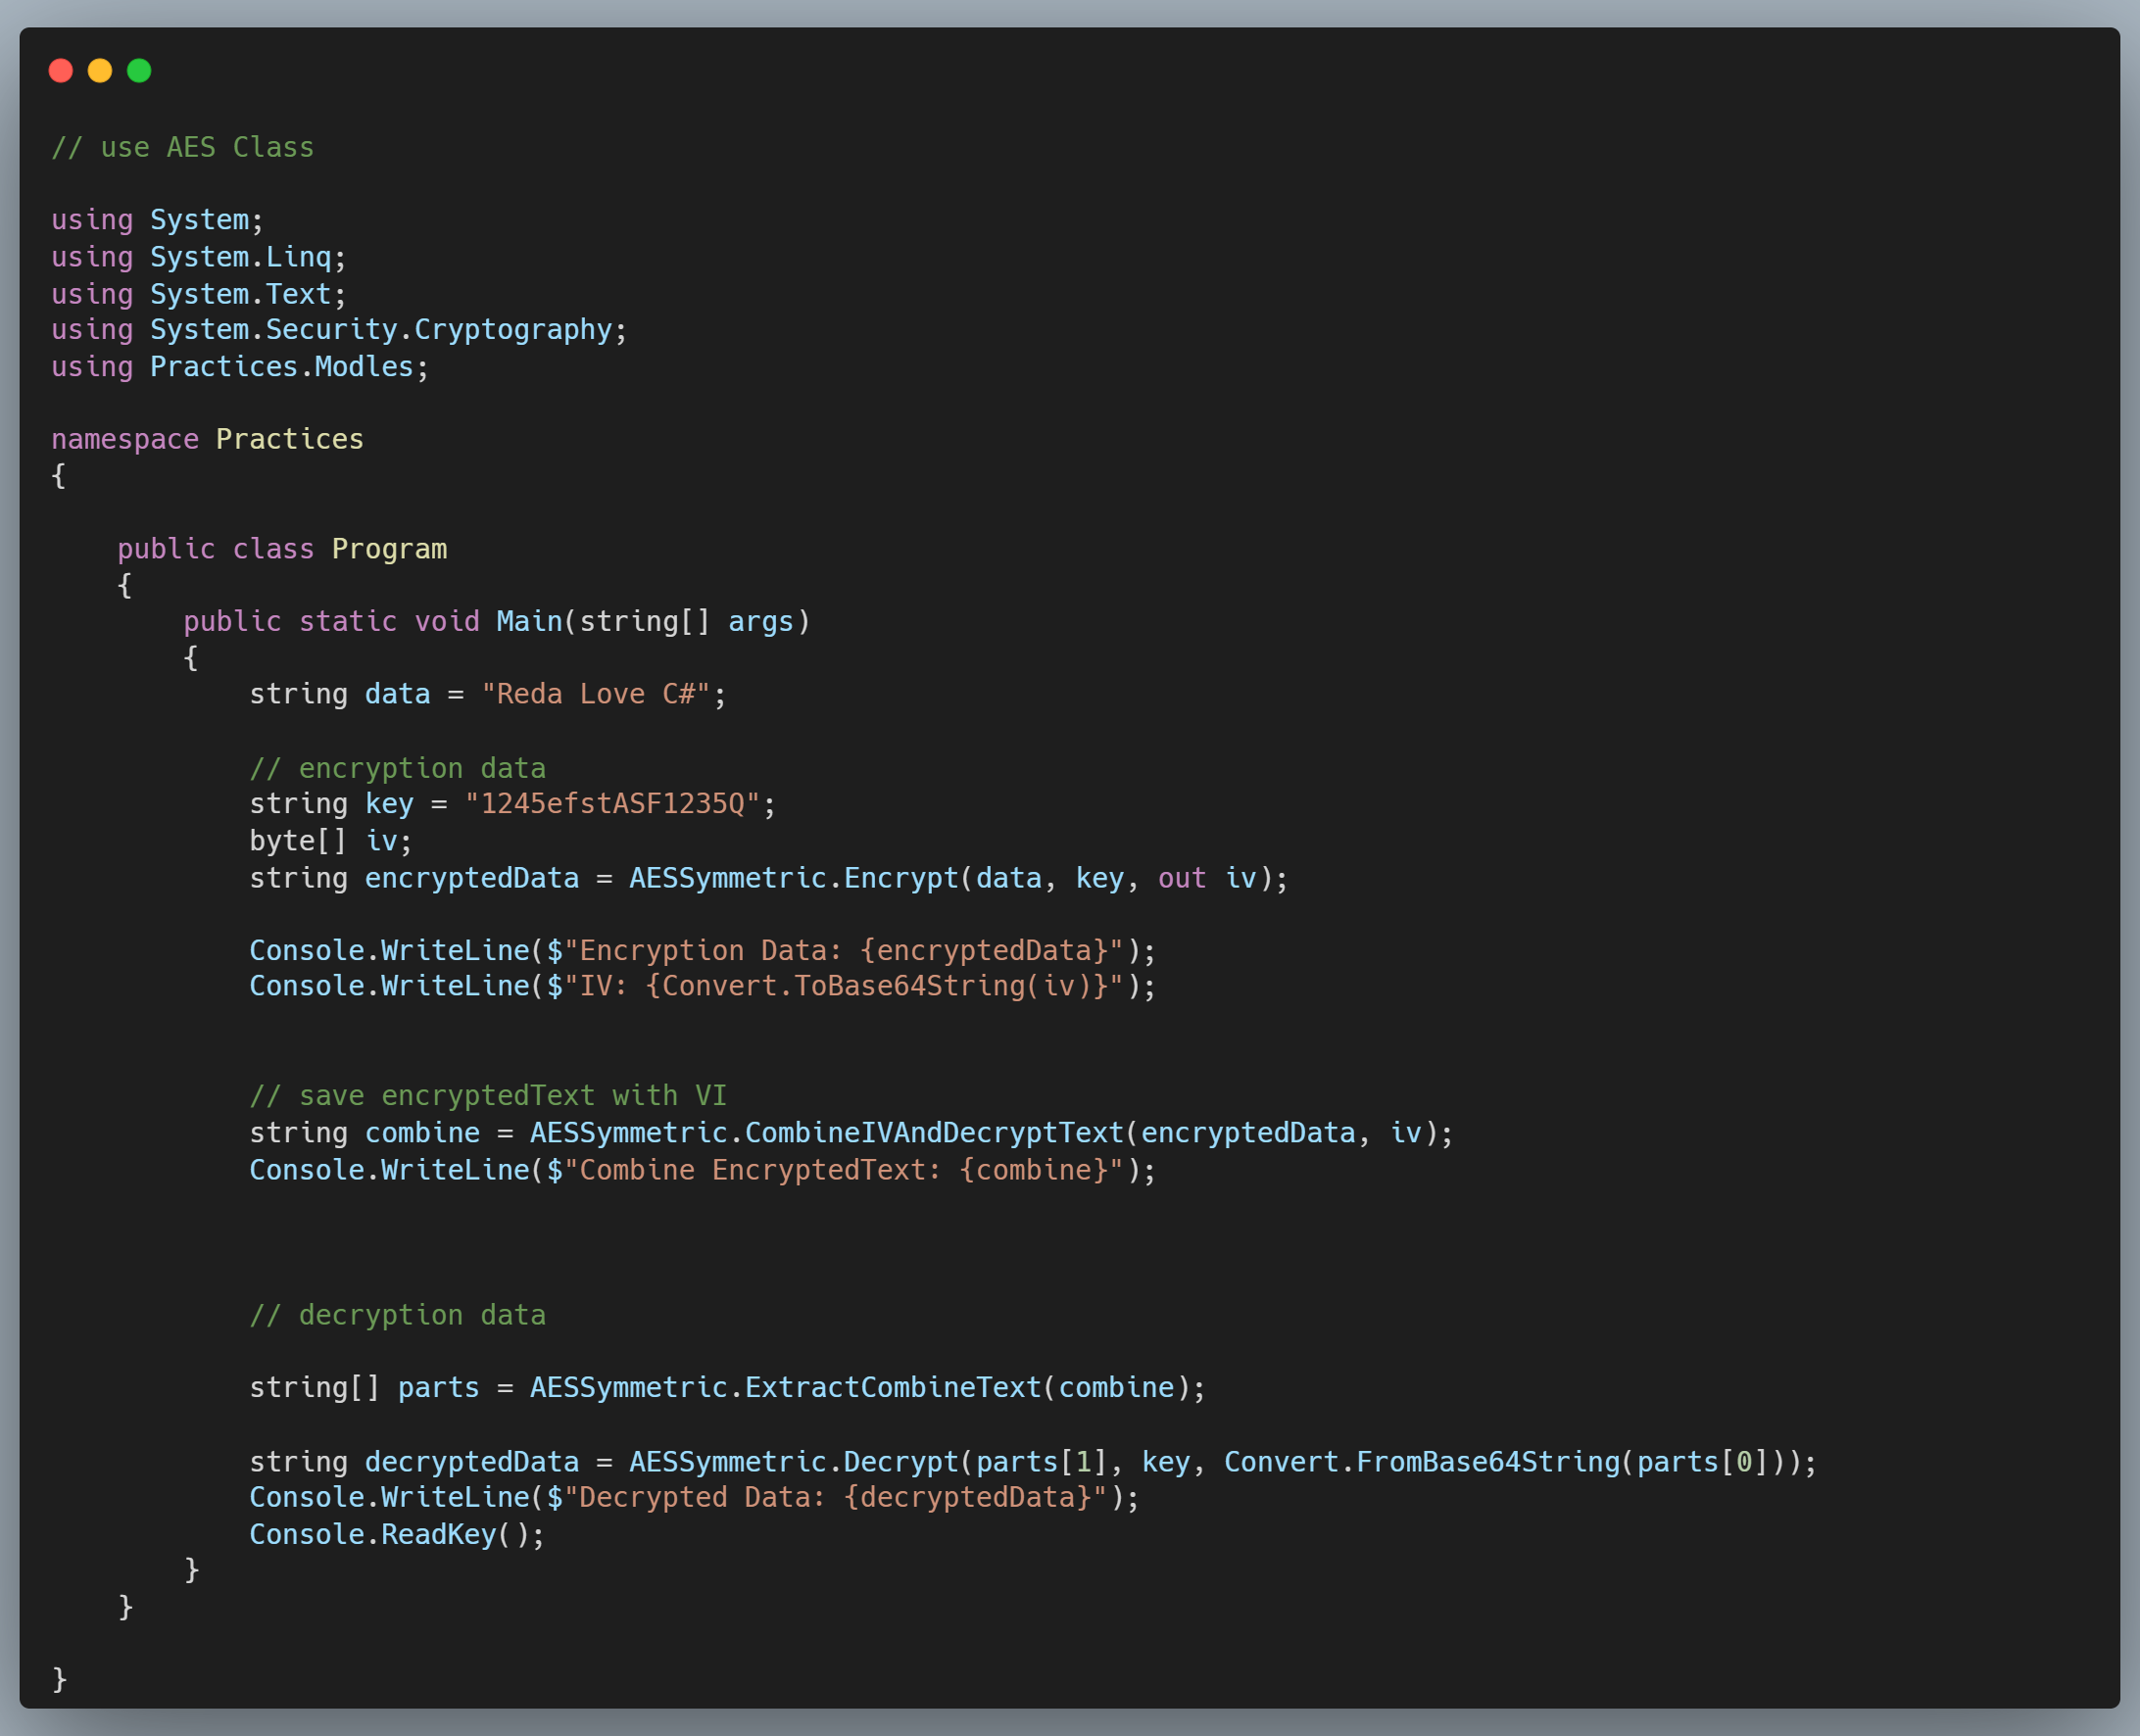 // use AES Class
using System;
using System.Linq;
using System.Text;
using System.Security.Cryptography;
using Practices.Modles;
namespace Practices
{
public class Program
{
public static void Main(string[] args)
{
string data = "Reda Love C#";
// encryption data
string key = "1245efstASF1235Q";
byte[] iv;
string encryptedData = AESSymmetric.Encrypt(data, key, out iv);
Console.WriteLine($"Encryption Data: {encryptedData}");
Console.WriteLine($"IV: {Convert.ToBase64String(iv)}");
// save encryptedText with VI
string combine = AESSymmetric.CombineIVAndDecryptText(encryptedData, iv);
Console.WriteLine($"Combine EncryptedText: {combine}");
// decryption data
string[] parts = AESSymmetric.ExtractCombineText(combine);
string decryptedData = AESSymmetric.Decrypt(parts[1], key, Convert.FromBase64String(parts[0]));
Console.WriteLine($"Decrypted Data: {decryptedData}");
Console.ReadKey();
}
}
}